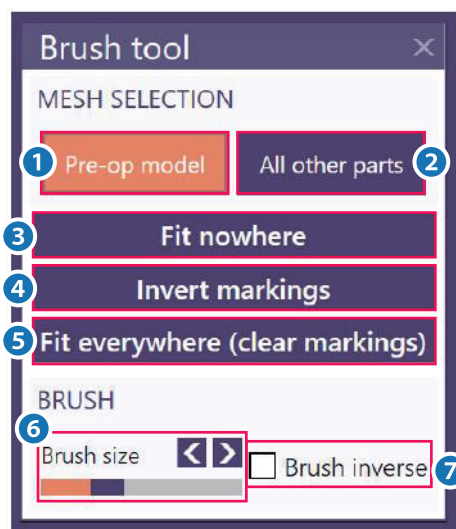 Brush tool ×
MESH SELECTION
1 Pre-op model All other parts 2
3 Fit nowhere
4 Invert markings
5 Fit everywhere (clear markings)
BRUSH
6
Brush size < > Brush inverse 7